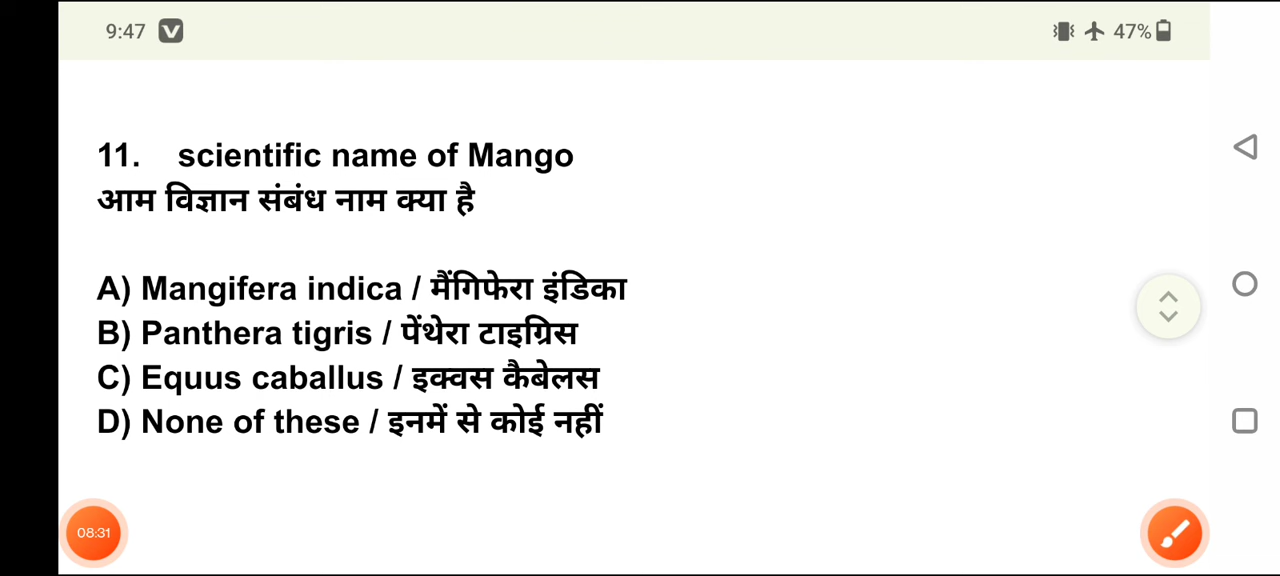 9:47 V 47%
11. scientific name of Mango
आम विज्ञान संबंध नाम क्या है
A) Mangifera indica / मैंगिफेरा इंडिका
B) Panthera tigris / पेंथेरा टाइग्रिस
C) Equus caballus / इक्वस कैबेलस
D) None of these / इनमें से कोई नहीं
08:31